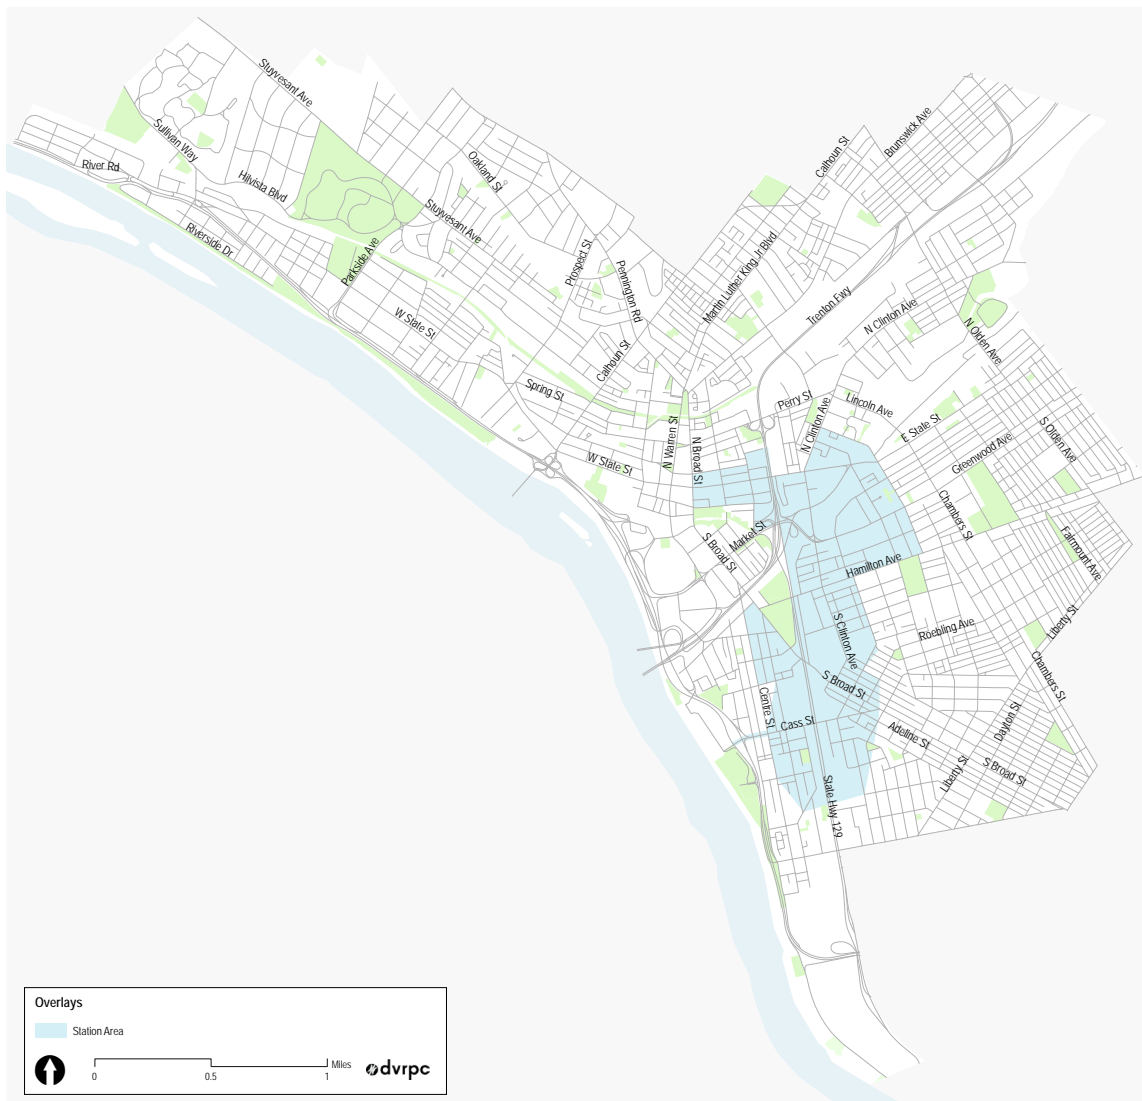 Stuyvesant Ave
Sullivan Way
River Rd
Hilvista Blvd
Riverside Dr
Parkside Ave
Oakland St
Stuyvesant Ave
Prospect St
Pennington Rd
W State St
Calhoun St
Spring St
N Warren St
N Broad St
W State St
Calhoun St
Brunswick Ave
Martin Luther King Jr Blvd
Trenton Fwy
N Clinton Ave
N Olden Ave
Perry St
N Clinton Ave
Lincoln Ave
E State St
Greenwood Ave
S Olden Ave
Chambers St
Fairmount Ave
Market St
S Broad St
Hamilton Ave
S Clinton Ave
Roebling Ave
Liberty St
Chambers St
S Broad St
Centre St
Cass St
Adeline St
Dayton St
Liberty St
S Broad St
State Hwy 129
Overlays
Station Area
Miles
0 0.5 1
dvrpc